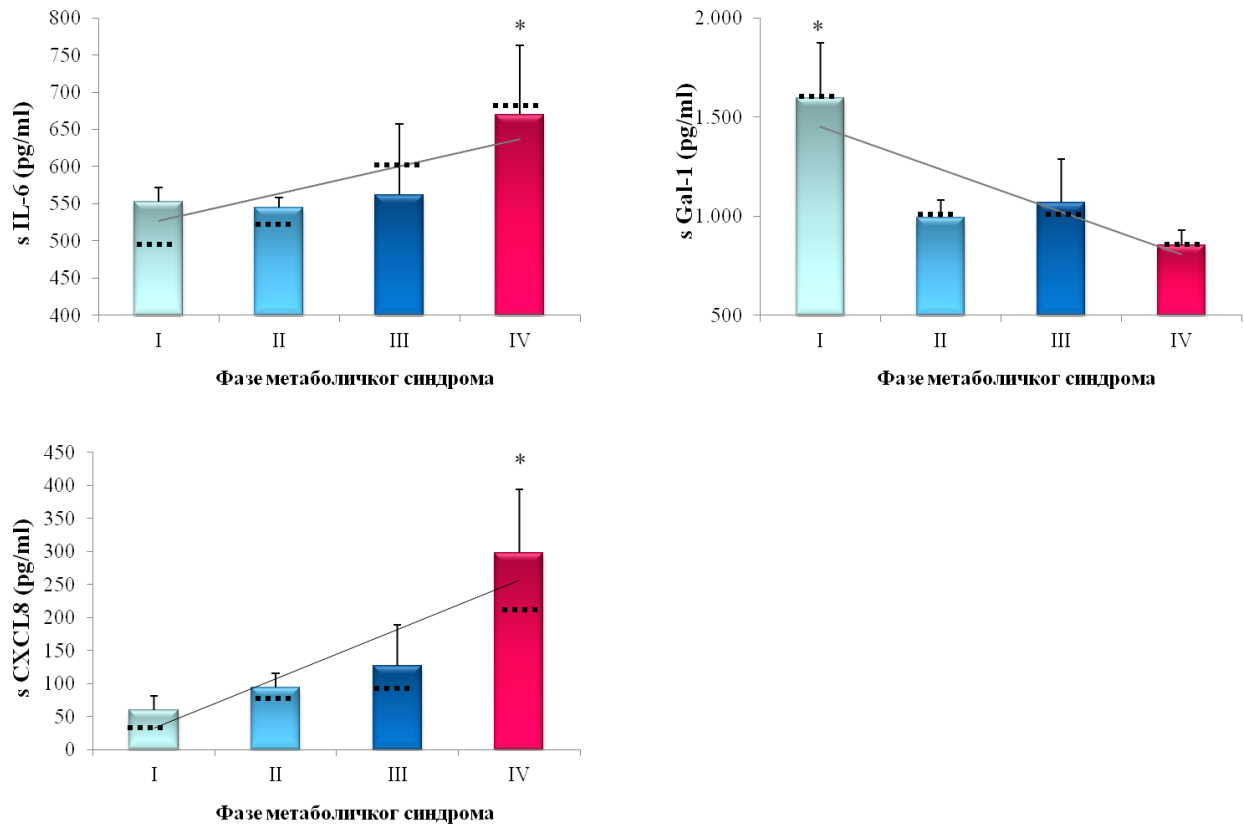 800
750
700
650
600
550
500
450
400
s IL-6 (pg/ml)
*
I II III IV
Фазе метаболичког синдрома
2.000
1.500
1.000
500
s Gal-1 (pg/ml)
*
I II III IV
Фазе метаболичког синдрома
450
400
350
300
250
200
150
100
50
0
s CXCL8 (pg/ml)
*
I II III IV
Фазе метаболичког синдрома